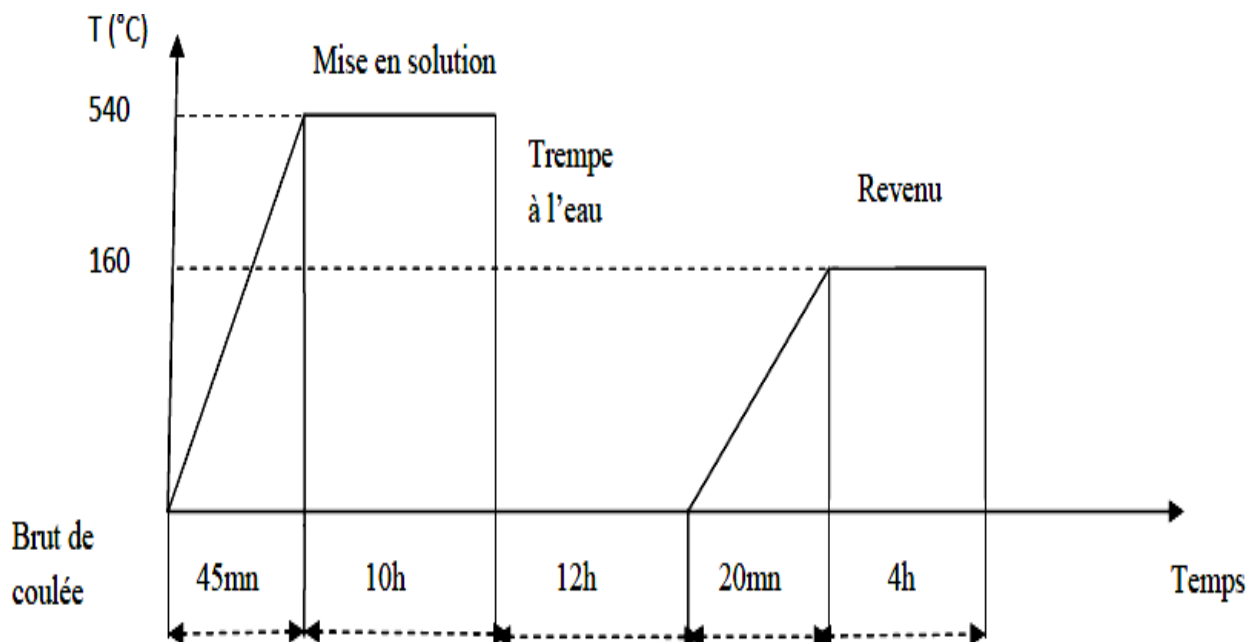 T (°C)
Mise en solution
540
Trempe
à l'eau
Revenu
160
Brut de
coulée
45mn
10h
12h
20mn
4h
Temps